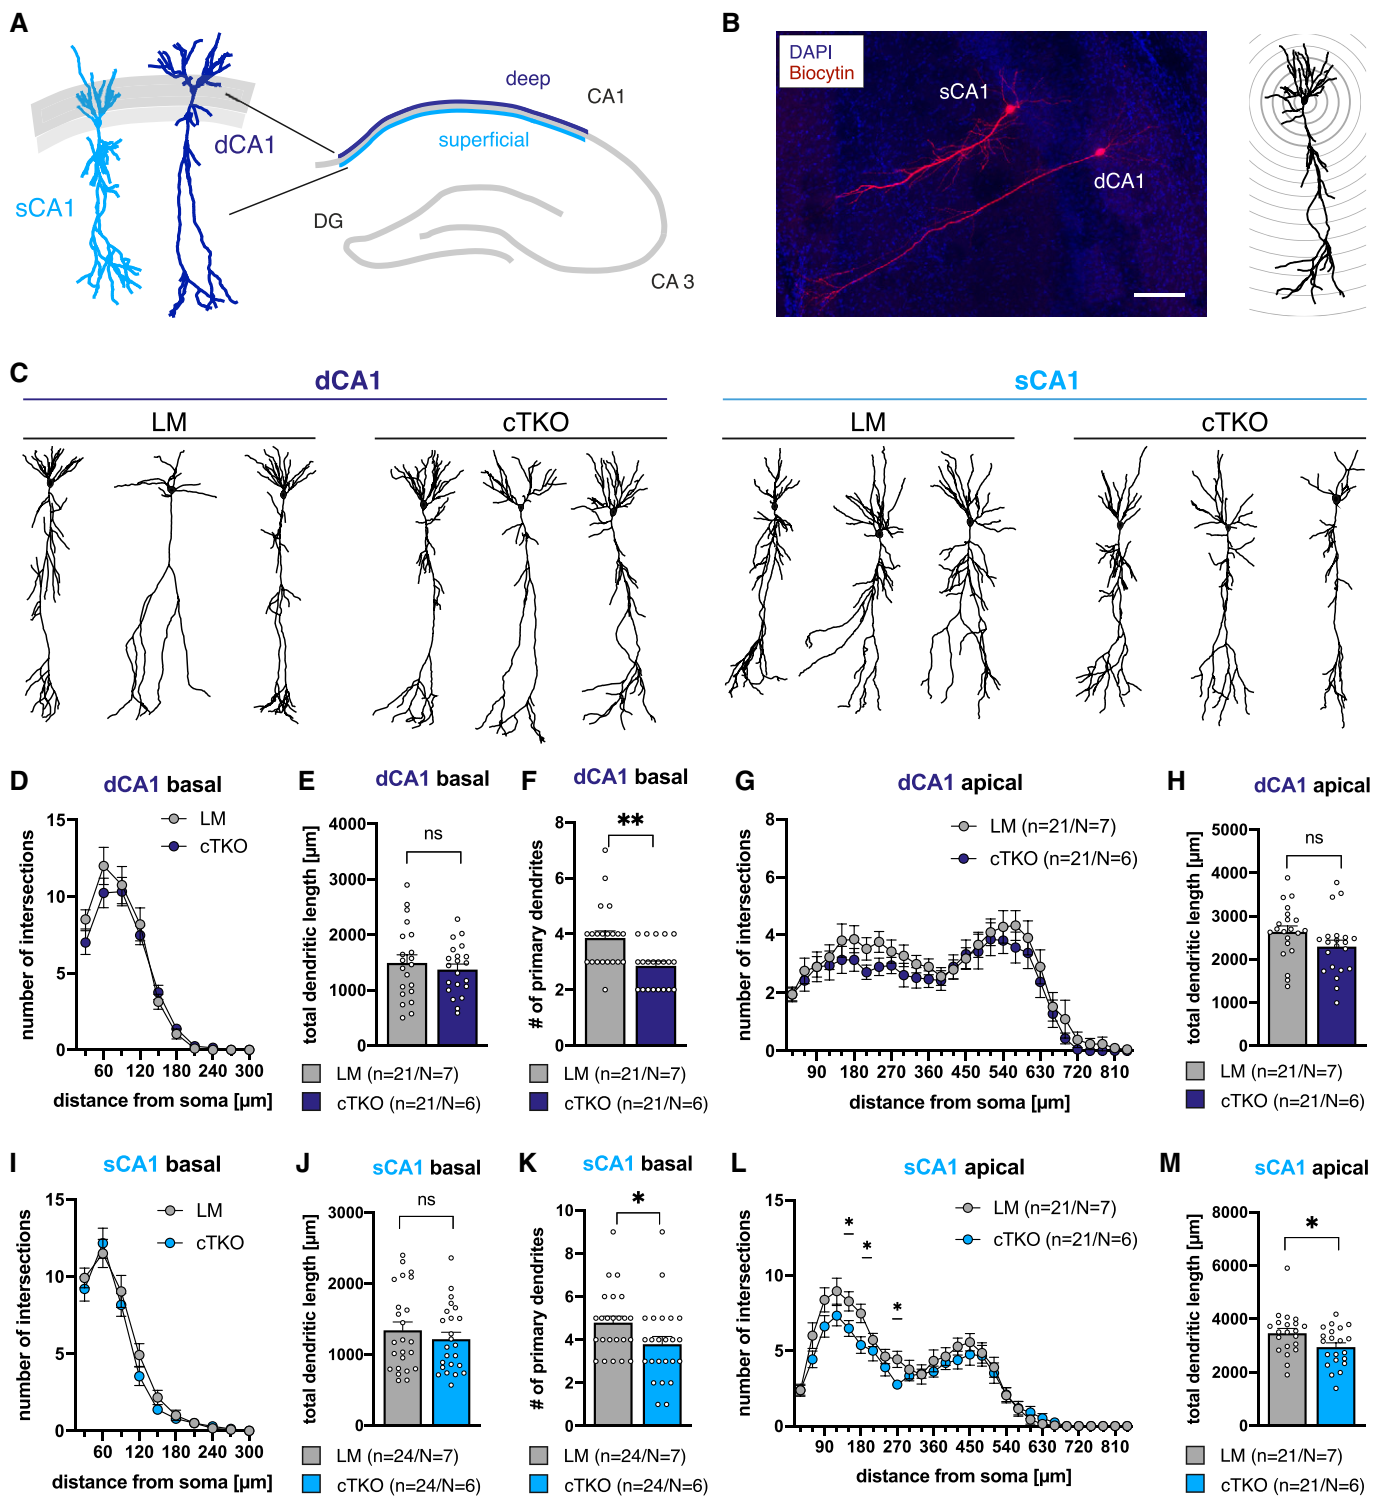 A
deep
CA1
dCA1
superficial
sCA1
DG
CA 3
B
DAPI
Biocytin
sCA1
dCA1
C
dCA1
sCA1
LM
cTKO
LM
cTKO
D
dCA1 basal
LM
cTKO
number of intersections
15
10
5
0
60 120 180 240 300
distance from soma [µm]
E
dCA1 basal
ns
total dendritic length [µm]
4000
3000
2000
1000
0
LM (n=21/N=7)
cTKO (n=21/N=6)
F
dCA1 basal
**
# of primary dendrites
8
6
4
2
0
LM (n=21/N=7)
cTKO (n=21/N=6)
G
dCA1 apical
LM (n=21/N=7)
cTKO (n=21/N=6)
number of intersections
8
6
4
2
0
90 180 270 360 450 540 630 720 810
distance from soma [µm]
H
dCA1 apical
ns
total dendritic length [µm]
5000
4000
3000
2000
1000
0
LM (n=21/N=7)
cTKO (n=21/N=6)
I
sCA1 basal
LM
cTKO
number of intersections
15
10
5
0
60 120 180 240 300
distance from soma [µm]
J
sCA1 basal
ns
total dendritic length [µm]
3000
2000
1000
0
LM (n=24/N=7)
cTKO (n=24/N=6)
K
sCA1 basal
*
# of primary dendrites
10
8
6
4
2
0
LM (n=24/N=7)
cTKO (n=24/N=6)
L
sCA1 apical
LM (n=21/N=7)
cTKO (n=21/N=6)
*
*
*
number of intersections
15
10
5
0
90 180 270 360 450 540 630 720 810
distance from soma [µm]
M
sCA1 apical
*
total dendritic length [µm]
8000
6000
4000
2000
0
LM (n=21/N=7)
cTKO (n=21/N=6)